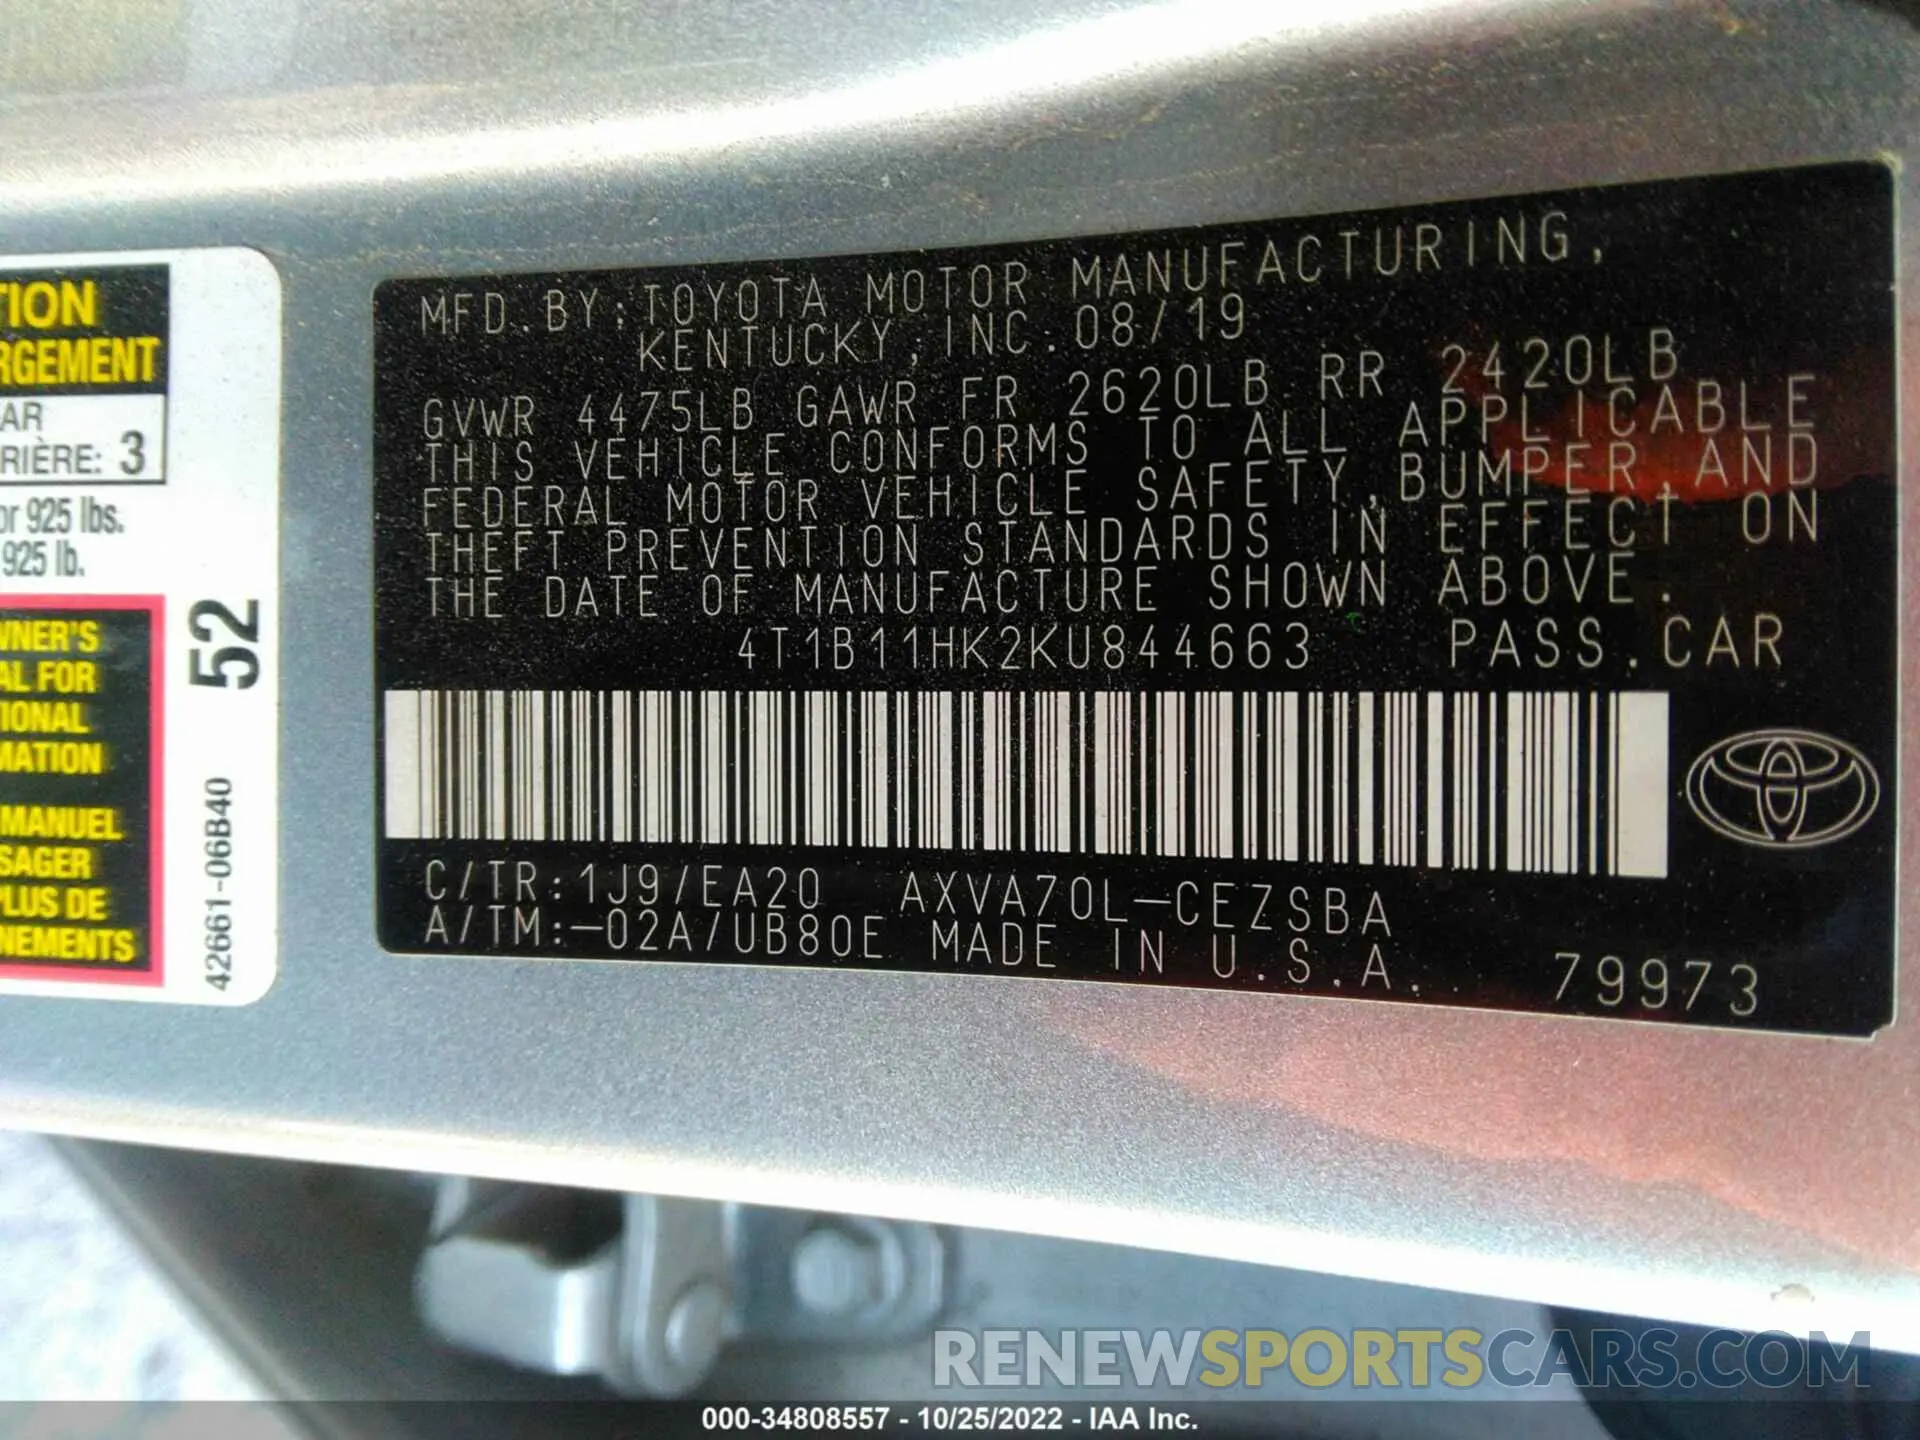 TION
RGEMENT
AR
RIÈRE: 3
or 925 lbs.
925 lb.
WNER'S
AL FOR
TIONAL
MATION
MANUEL
SAGER
PLUS DE
NEMENTS
52
42661-06B40
MFD. BY: TOYOTA MOTOR MANUFACTURING,
KENTUCKY, INC. 08/19
GVWR 4475LB GAWR FR 2620LB RR 2420LB
THIS VEHICLE CONFORMS TO ALL APPLICABLE
FEDERAL MOTOR VEHICLE SAFETY, BUMPER, AND
THEFT PREVENTION STANDARDS IN EFFECT ON
THE DATE OF MANUFACTURE SHOWN ABOVE.
4T1B11HK2KU844663 PASS. CAR
C/TR: 1J9/EA20 AXVA70L-CEZSBA
A/TM: -02A/UB80E MADE IN U.S.A. 79973
RENEWSPORTSCARS.COM
000-34808557 - 10/25/2022 - IAA Inc.